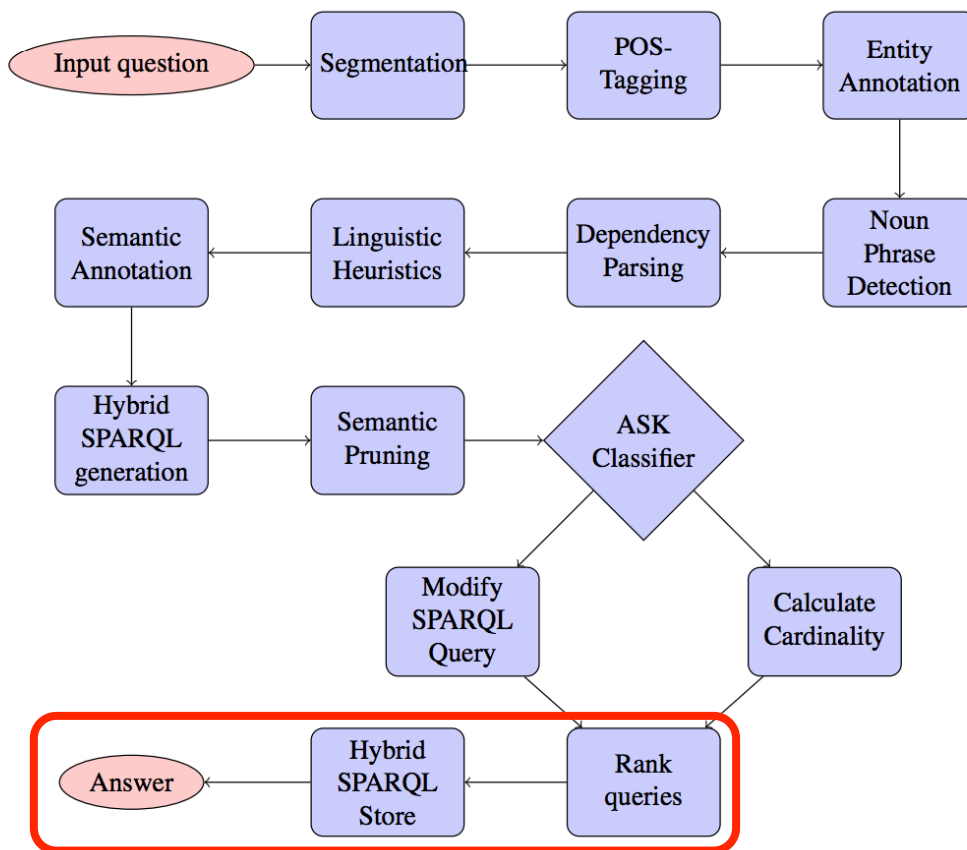 Input question
Segmentation
POS-
Tagging
Entity
Annotation
Semantic
Annotation
Linguistic
Heuristics
Dependency
Parsing
Noun
Phrase
Detection
Hybrid
SPARQL
generation
Semantic
Pruning
ASK
Classifier
Modify
SPARQL
Query
Calculate
Cardinality
Answer
Hybrid
SPARQL
Store
Rank
queries